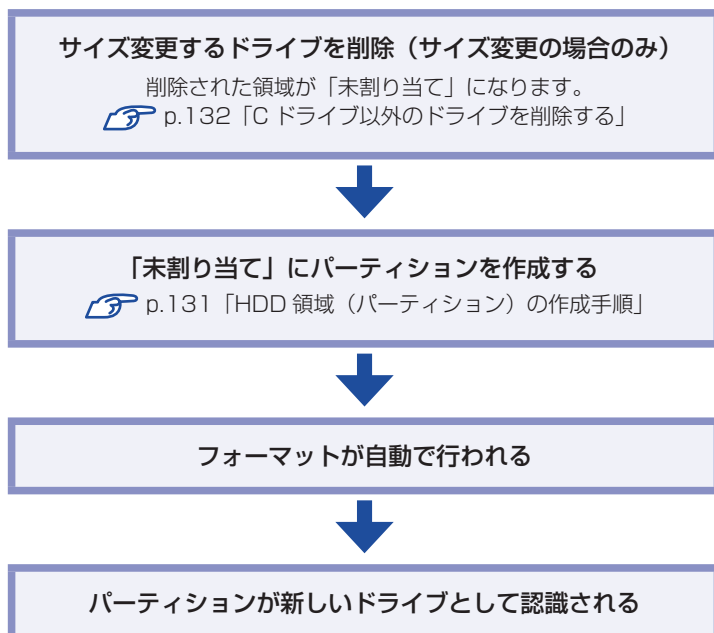 サイズ変更するドライブを削除（サイズ変更の場合のみ）
削除された領域が「未割り当て」になります。
p.132「C ドライブ以外のドライブを削除する」
「未割り当て」にパーティションを作成する
p.131「HDD 領域（パーティション）の作成手順」
フォーマットが自動で行われる
パーティションが新しいドライブとして認識される